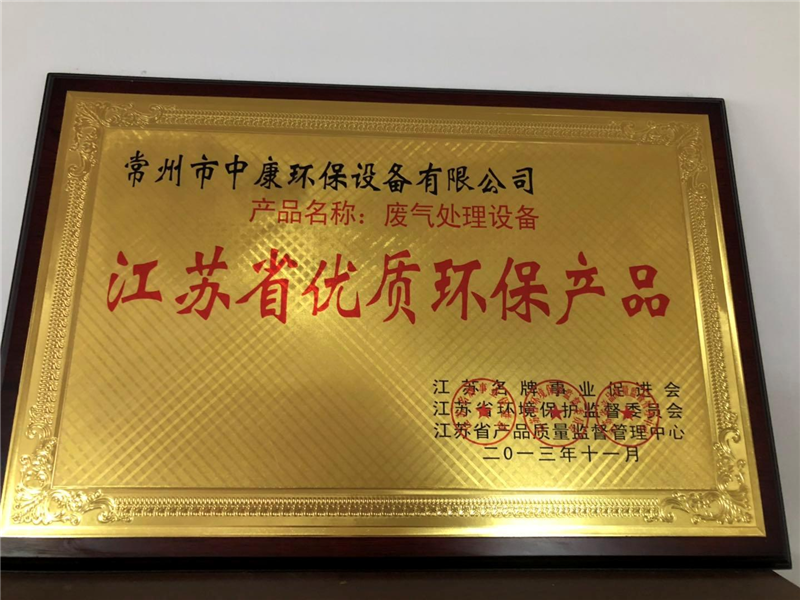 常州市中康环保设备有限公司
产品名称：废气处理设备
江苏省优质环保产品
江苏名牌事业促进会
江苏省环境保护监督委员会
江苏省产品质量监督管理中心
二0一三年十一月